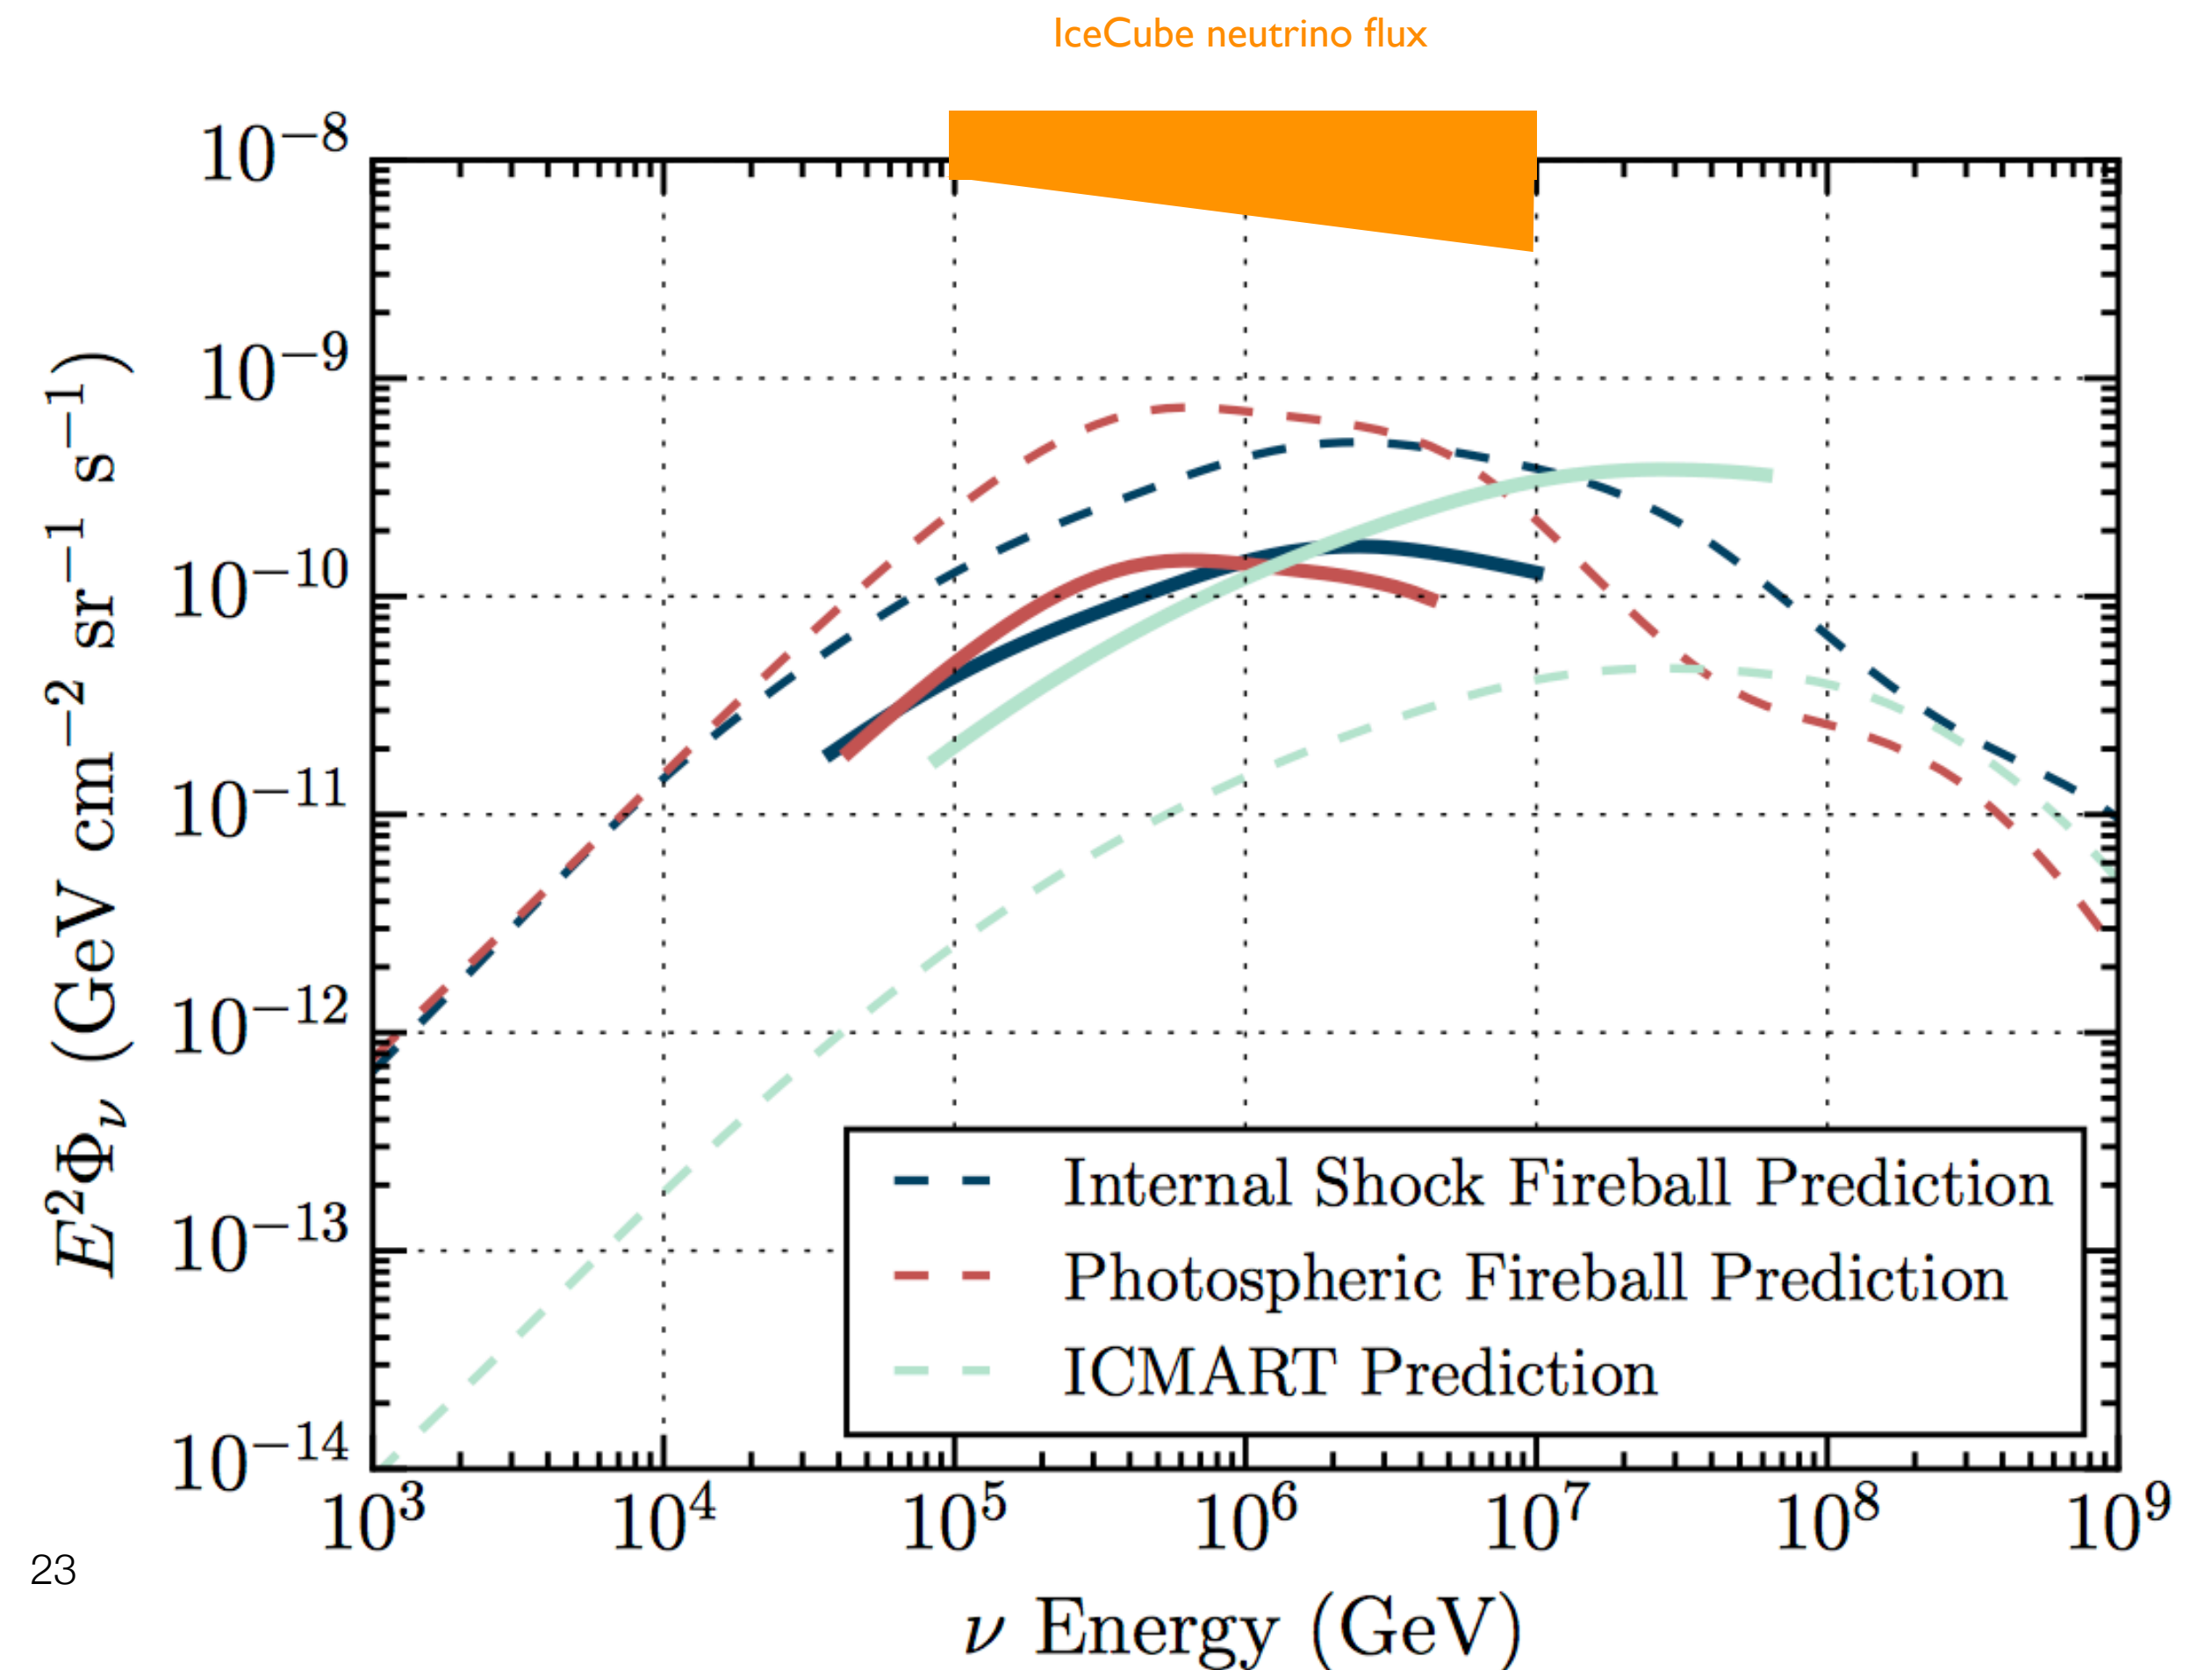 IceCube neutrino flux
10⁻⁸
10⁻⁹
10⁻¹⁰
10⁻¹¹
10⁻¹²
10⁻¹³
10⁻¹⁴
E²Φν (GeV cm⁻² sr⁻¹ s⁻¹)
Internal Shock Fireball Prediction
Photospheric Fireball Prediction
ICMART Prediction
10³ 10⁴ 10⁵ 10⁶ 10⁷ 10⁸ 10⁹
ν Energy (GeV)
23